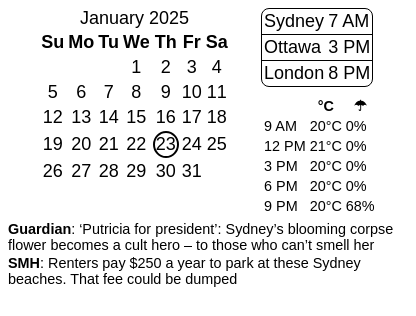 January 2025
Su Mo Tu We Th Fr Sa
1 2 3 4
5 6 7 8 9 10 11
12 13 14 15 16 17 18
19 20 21 22 23 24 25
26 27 28 29 30 31
Sydney 7 AM
Ottawa 3 PM
London 8 PM
°C ☂
9 AM 20°C 0%
12 PM 21°C 0%
3 PM 20°C 0%
6 PM 20°C 0%
9 PM 20°C 68%
Guardian: ‘Putricia for president’: Sydney’s blooming corpse
flower becomes a cult hero – to those who can’t smell her
SMH: Renters pay $250 a year to park at these Sydney
beaches. That fee could be dumped